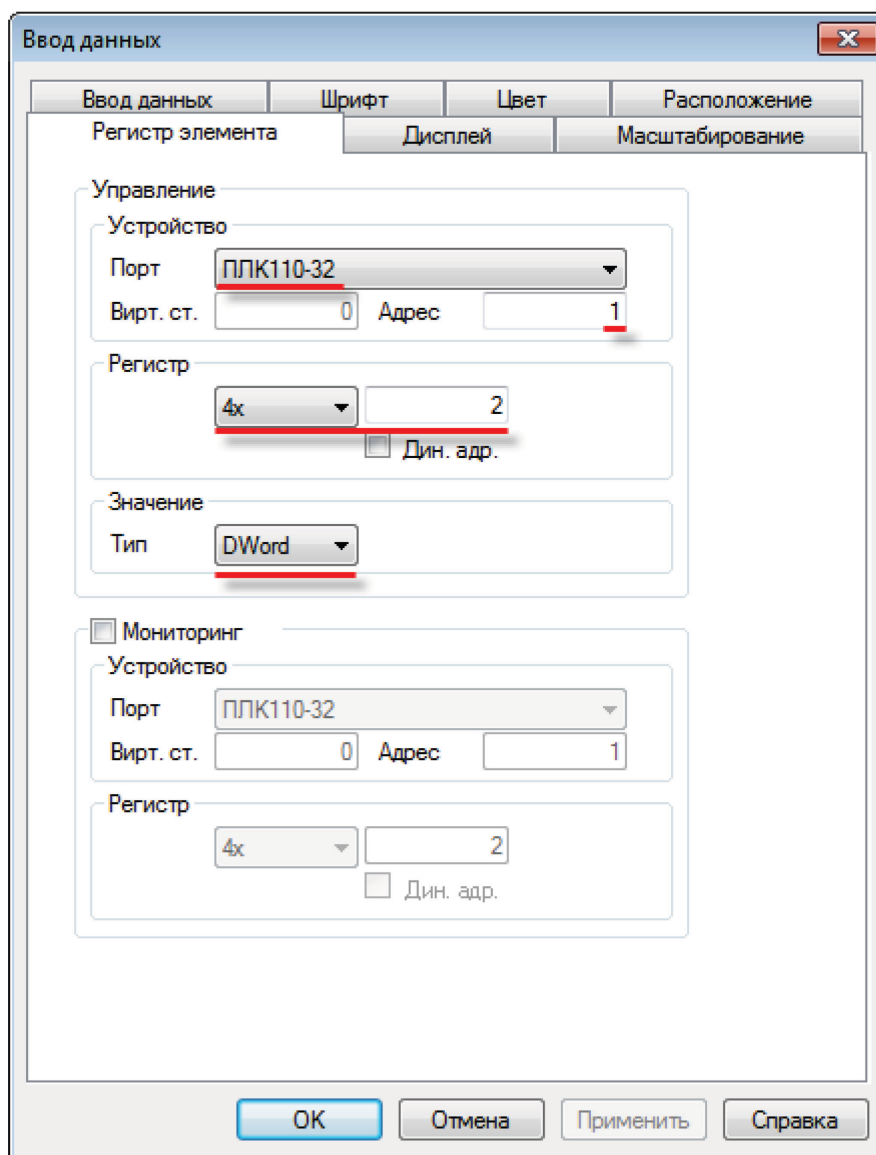 Ввод данных
Ввод данных Шрифт Цвет Расположение
Регистр элемента Дисплей Масштабирование
Управление
Устройство
Порт ПЛК110-32
Вирт. ст. 0 Адрес 1
Регистр
4x 2
Дин. адр.
Значение
Тип DWord
Мониторинг
Устройство
Порт ПЛК110-32
Вирт. ст. 0 Адрес 1
Регистр
4x 2
Дин. адр.
OK Отмена Применить Справка